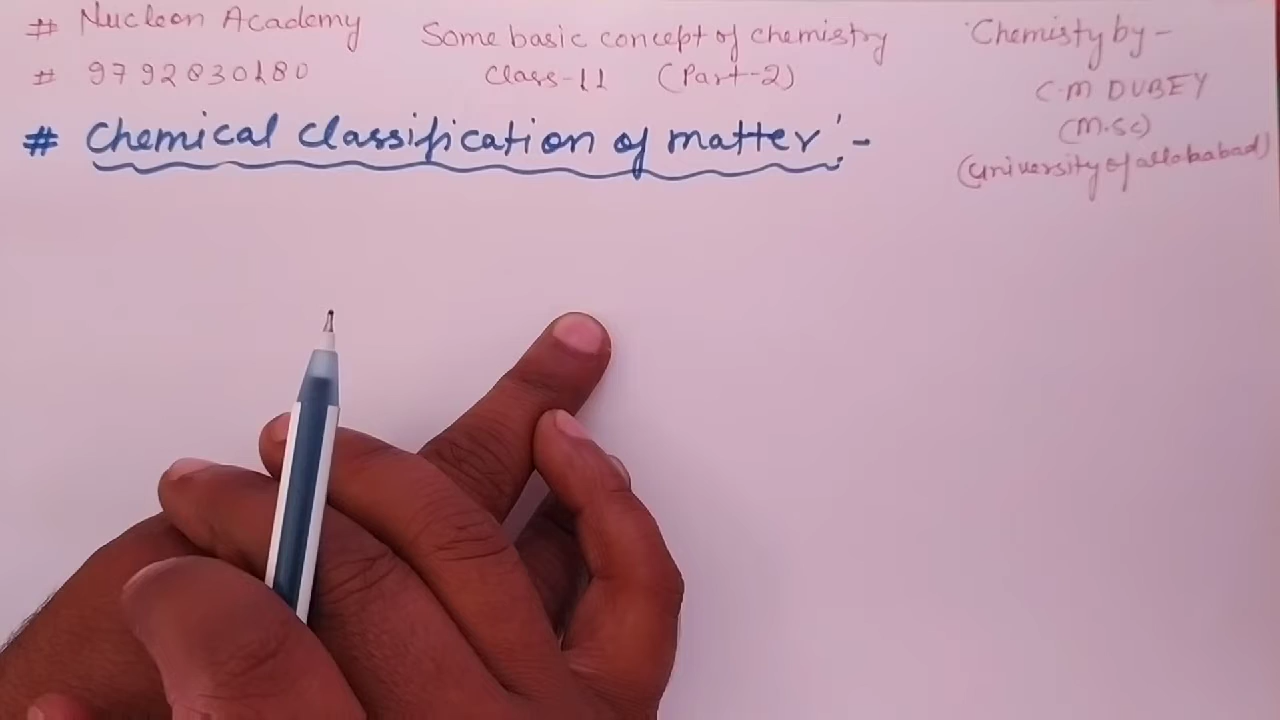 # Nucleon Academy
# 9792830180
Some basic concept of chemistry
Class-11 (Part-2)
Chemisty by -
C.M DUBEY
(M.Sc)
(University of allahabad)
# Chemical classification of matter :-